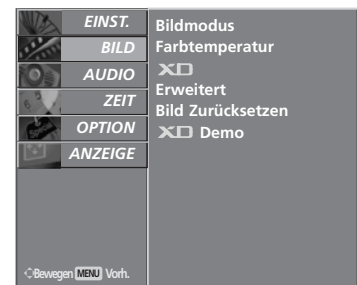 EINST.
BILD
AUDIO
ZEIT
OPTION
ANZEIGE
Bewegen MENU Vorh.
Bildmodus
Farbtemperatur
XD
Erweitert
Bild Zurücksetzen
XD Demo